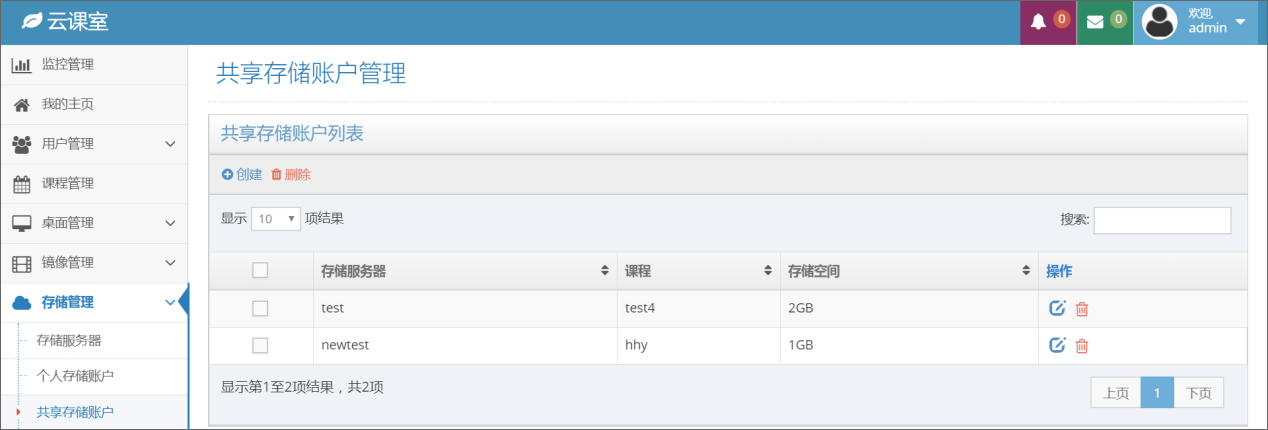 云课室
0
0
欢迎,
admin
监控管理
我的主页
用户管理
课程管理
桌面管理
镜像管理
存储管理
存储服务器
个人存储账户
共享存储账户
共享存储账户管理
共享存储账户列表
创建 删除
显示 10 项结果
搜索:
存储服务器 课程 存储空间 操作
test test4 2GB
newtest hhy 1GB
显示第1至2项结果，共2项
上页 1 下页